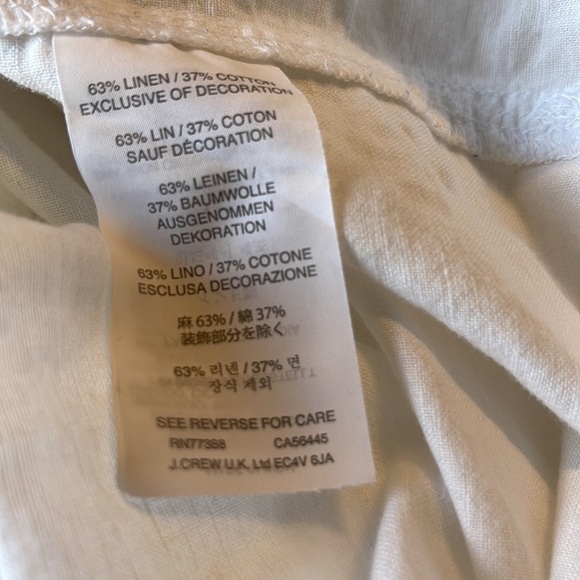 63% LINEN / 37% COTTON
EXCLUSIVE OF DECORATION
63% LIN / 37% COTON
SAUF DÉCORATION
63% LEINEN /
37% BAUMWOLLE
AUSGENOMMEN
DEKORATION
63% LINO / 37% COTONE
ESCLUSA DECORAZIONE
麻 63% / 綿 37%
装飾部分を除く
63% 리넨 / 37% 면
장식 제외
SEE REVERSE FOR CARE
RN77388 CA56445
J.CREW U.K. Ltd EC4V 6JA